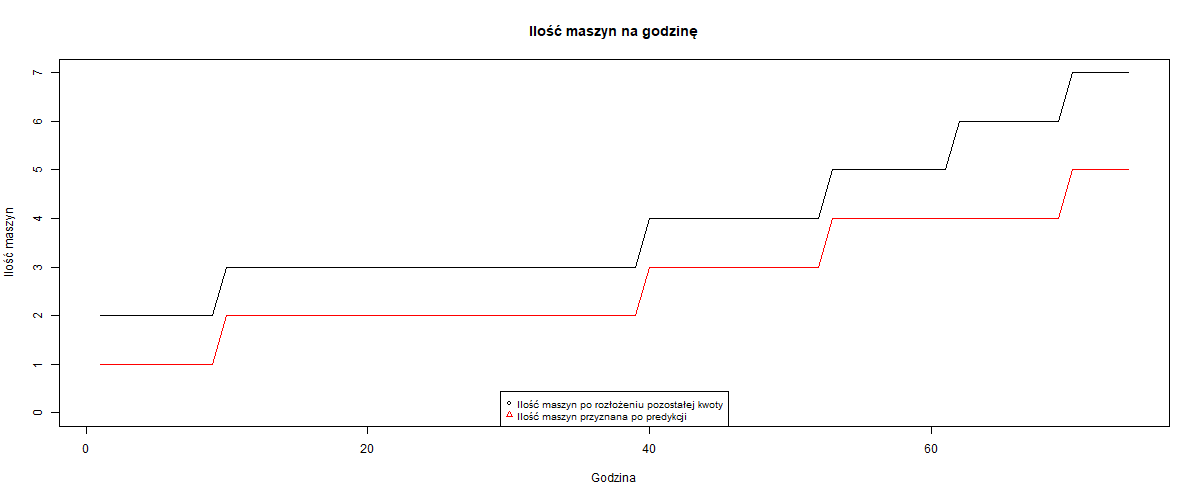 Ilość maszyn na godzinę
Ilość maszyn
7
6
5
4
3
2
1
0
Ilość maszyn po rozłożeniu pozostałej kwoty
Ilość maszyn przyznana po predykcji
0 20 40 60
Godzina